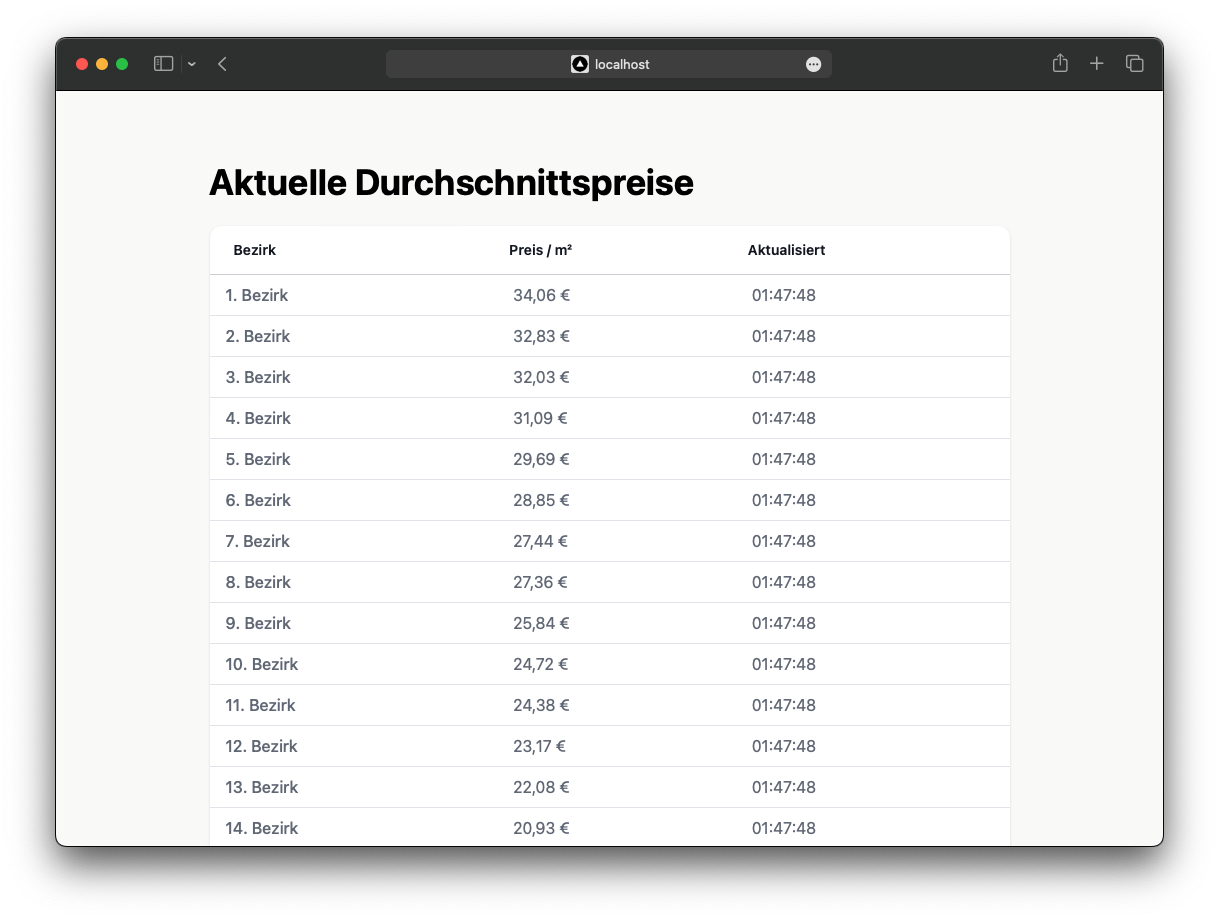 localhost
Aktuelle Durchschnittspreise
Bezirk Preis / m² Aktualisiert
1. Bezirk 34,06 € 01:47:48
2. Bezirk 32,83 € 01:47:48
3. Bezirk 32,03 € 01:47:48
4. Bezirk 31,09 € 01:47:48
5. Bezirk 29,69 € 01:47:48
6. Bezirk 28,85 € 01:47:48
7. Bezirk 27,44 € 01:47:48
8. Bezirk 27,36 € 01:47:48
9. Bezirk 25,84 € 01:47:48
10. Bezirk 24,72 € 01:47:48
11. Bezirk 24,38 € 01:47:48
12. Bezirk 23,17 € 01:47:48
13. Bezirk 22,08 € 01:47:48
14. Bezirk 20,93 € 01:47:48